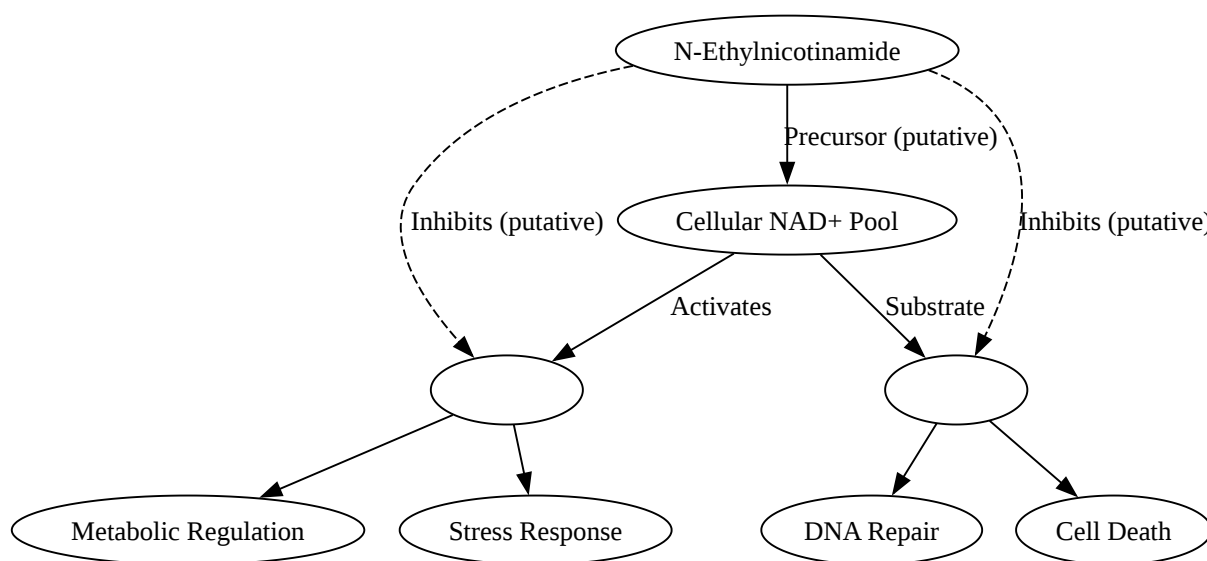 N-Ethylnicotinamide
Precursor (putative)
Inhibits (putative)
Cellular NAD+ Pool
Inhibits (putative)
Activates
Substrate
Metabolic Regulation
Stress Response
DNA Repair
Cell Death